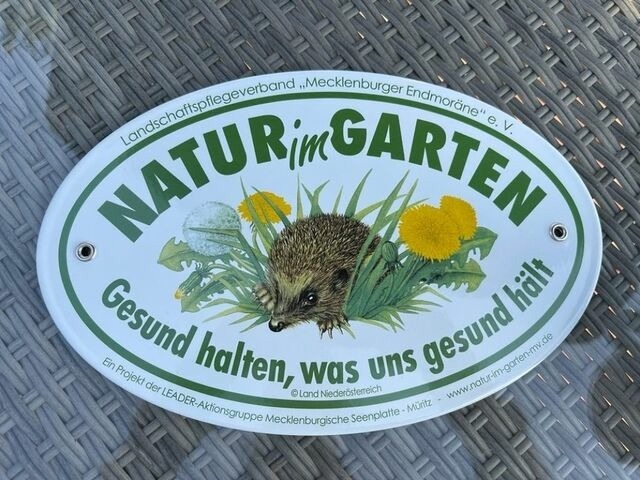 Landschaftspflegeverband „Mecklenburger Endmoräne" e. V.
NATUR im GARTEN
Gesund halten, was uns gesund hält
© Land Niederösterreich
Ein Projekt der LEADER-Aktionsgruppe Mecklenburgische Seenplatte - Müritz - www.natur-im-garten-mv.de